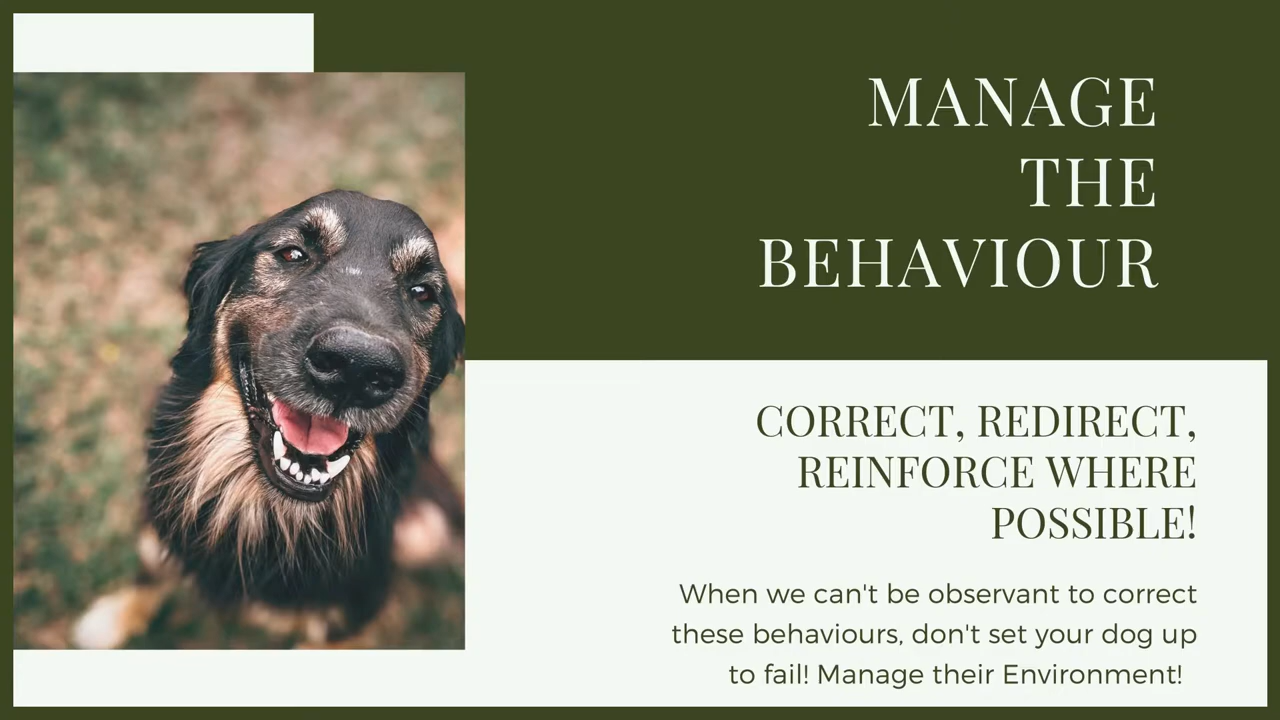 MANAGE
THE
BEHAVIOUR
CORRECT, REDIRECT,
REINFORCE WHERE
POSSIBLE!
When we can't be observant to correct
these behaviours, don't set your dog up
to fail! Manage their Environment!